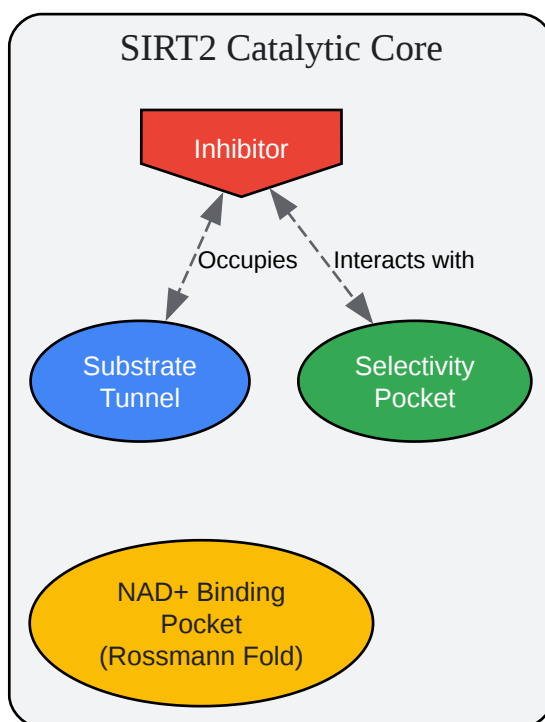 SIRT2 Catalytic Core
Inhibitor
Occupies
Interacts with
Substrate
Tunnel
Selectivity
Pocket
NAD+ Binding
Pocket
(Rossmann Fold)